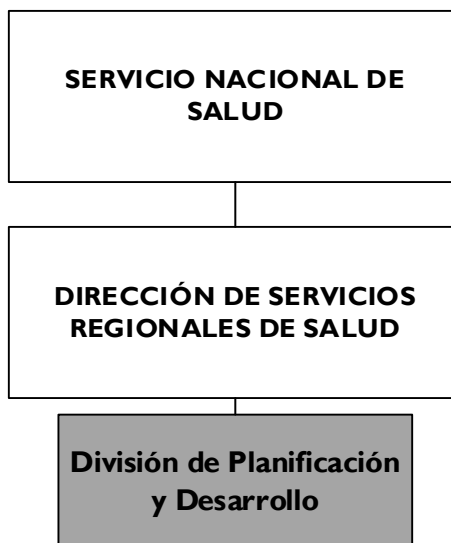 SERVICIO NACIONAL DE
SALUD
DIRECCIÓN DE SERVICIOS
REGIONALES DE SALUD
División de Planificación
y Desarrollo